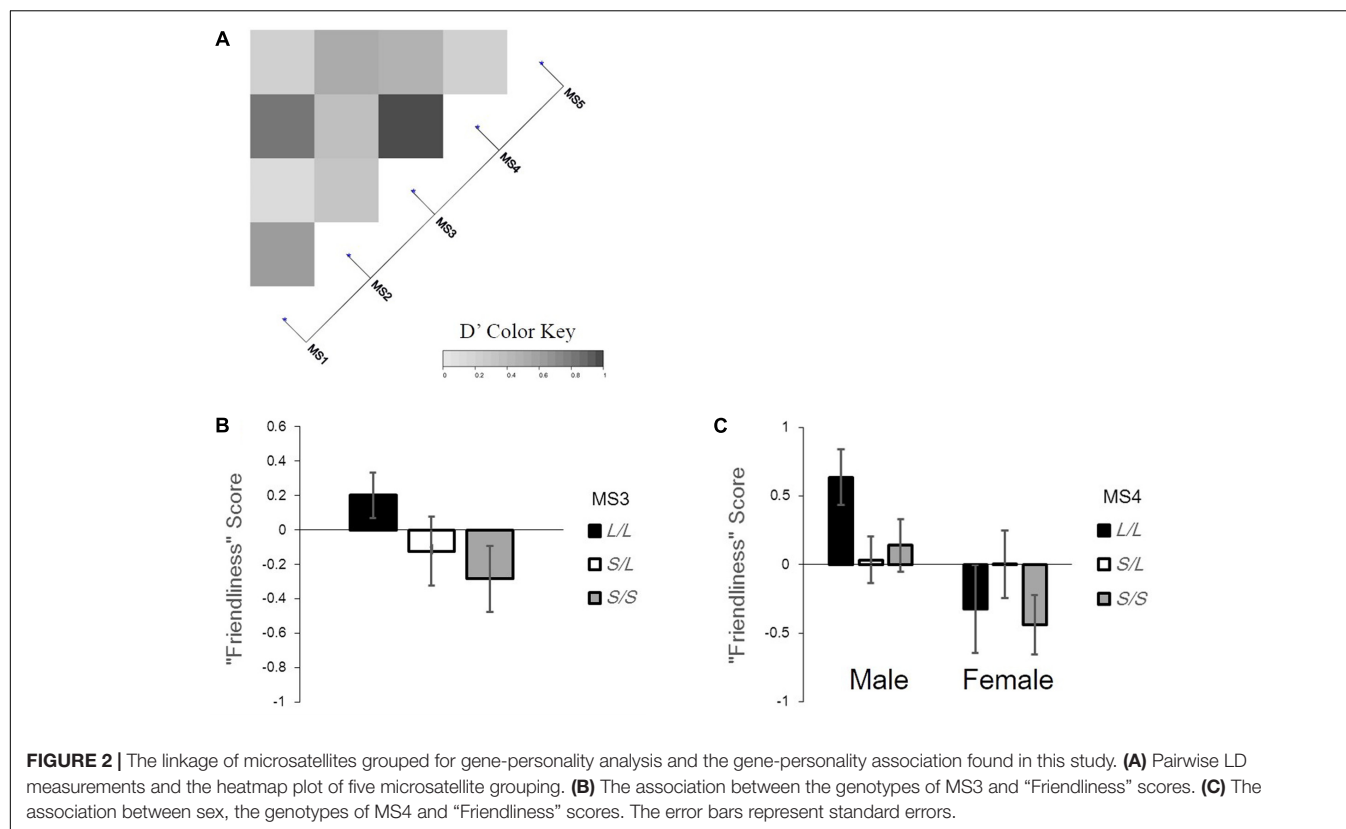 A
MS5
MS4
MS3
MS2
MS1
D’ Color Key
0 0.2 0.4 0.6 0.8 1
B
0.6
0.4
0.2
0
-0.2
-0.4
-0.6
-0.8
-1
"Friendliness" Score
MS3
L/L
S/L
S/S
C
1
0.5
0
-0.5
-1
"Friendliness" Score
Male Female
MS4
L/L
S/L
S/S
FIGURE 2 | The linkage of microsatellites grouped for gene-personality analysis and the gene-personality association found in this study. (A) Pairwise LD
measurements and the heatmap plot of five microsatellite grouping. (B) The association between the genotypes of MS3 and “Friendliness” scores. (C) The
association between sex, the genotypes of MS4 and “Friendliness” scores. The error bars represent standard errors.